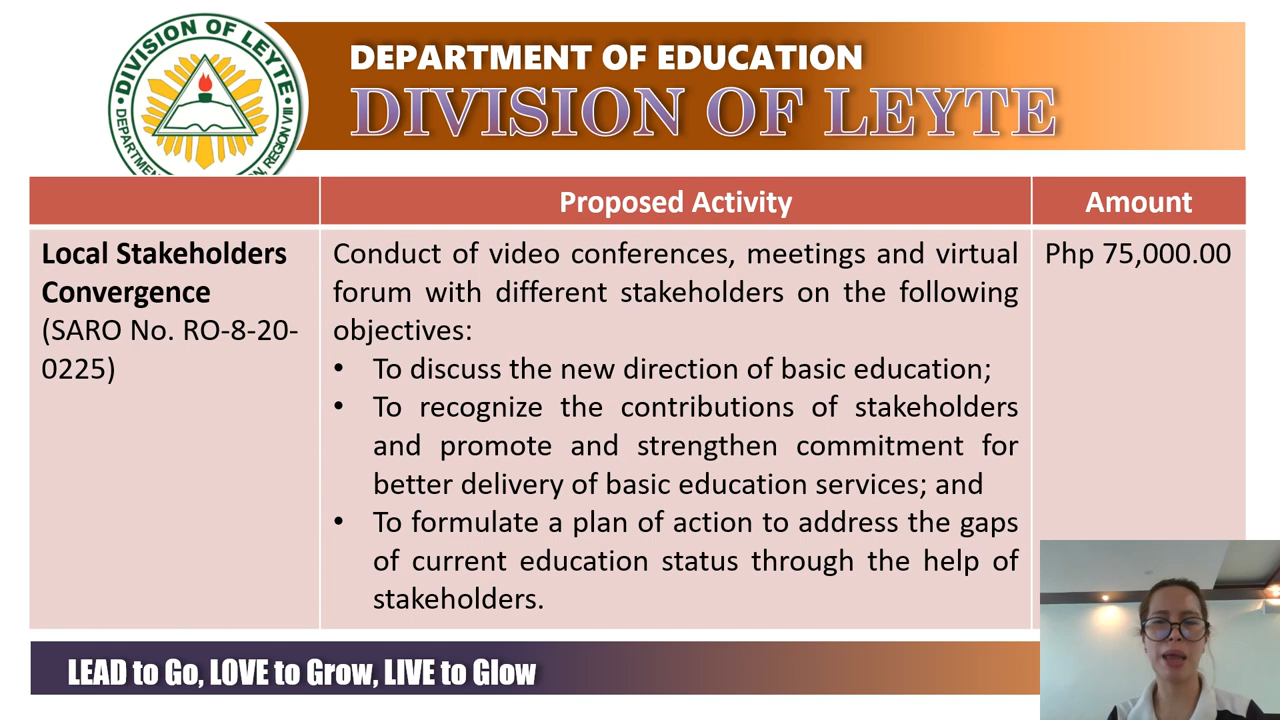 DIVISION OF LEYTE
REGION VIII
DEPARTMENT OF EDUCATION
DIVISION OF LEYTE
Proposed Activity
Amount
Local Stakeholders
Convergence
(SARO No. RO-8-20-
0225)
Conduct of video conferences, meetings and virtual
forum with different stakeholders on the following
objectives:
• To discuss the new direction of basic education;
• To recognize the contributions of stakeholders
and promote and strengthen commitment for
better delivery of basic education services; and
• To formulate a plan of action to address the gaps
of current education status through the help of
stakeholders.
Php 75,000.00
LEAD to Go, LOVE to Grow, LIVE to Glow